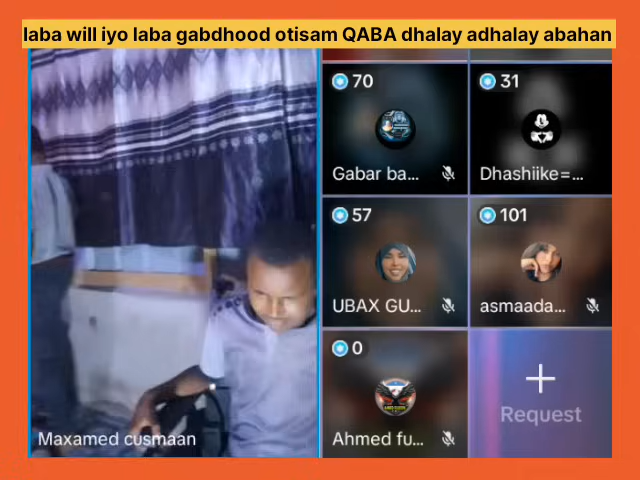 laba will iyo laba gabdhood otisam QABA dhalay adhalay abahan
70
31
Gabar ba...
Dhashiike=...
57
101
UBAX GU...
asmaada...
0
Ahmed fu...
Request
Maxamed cusmaan